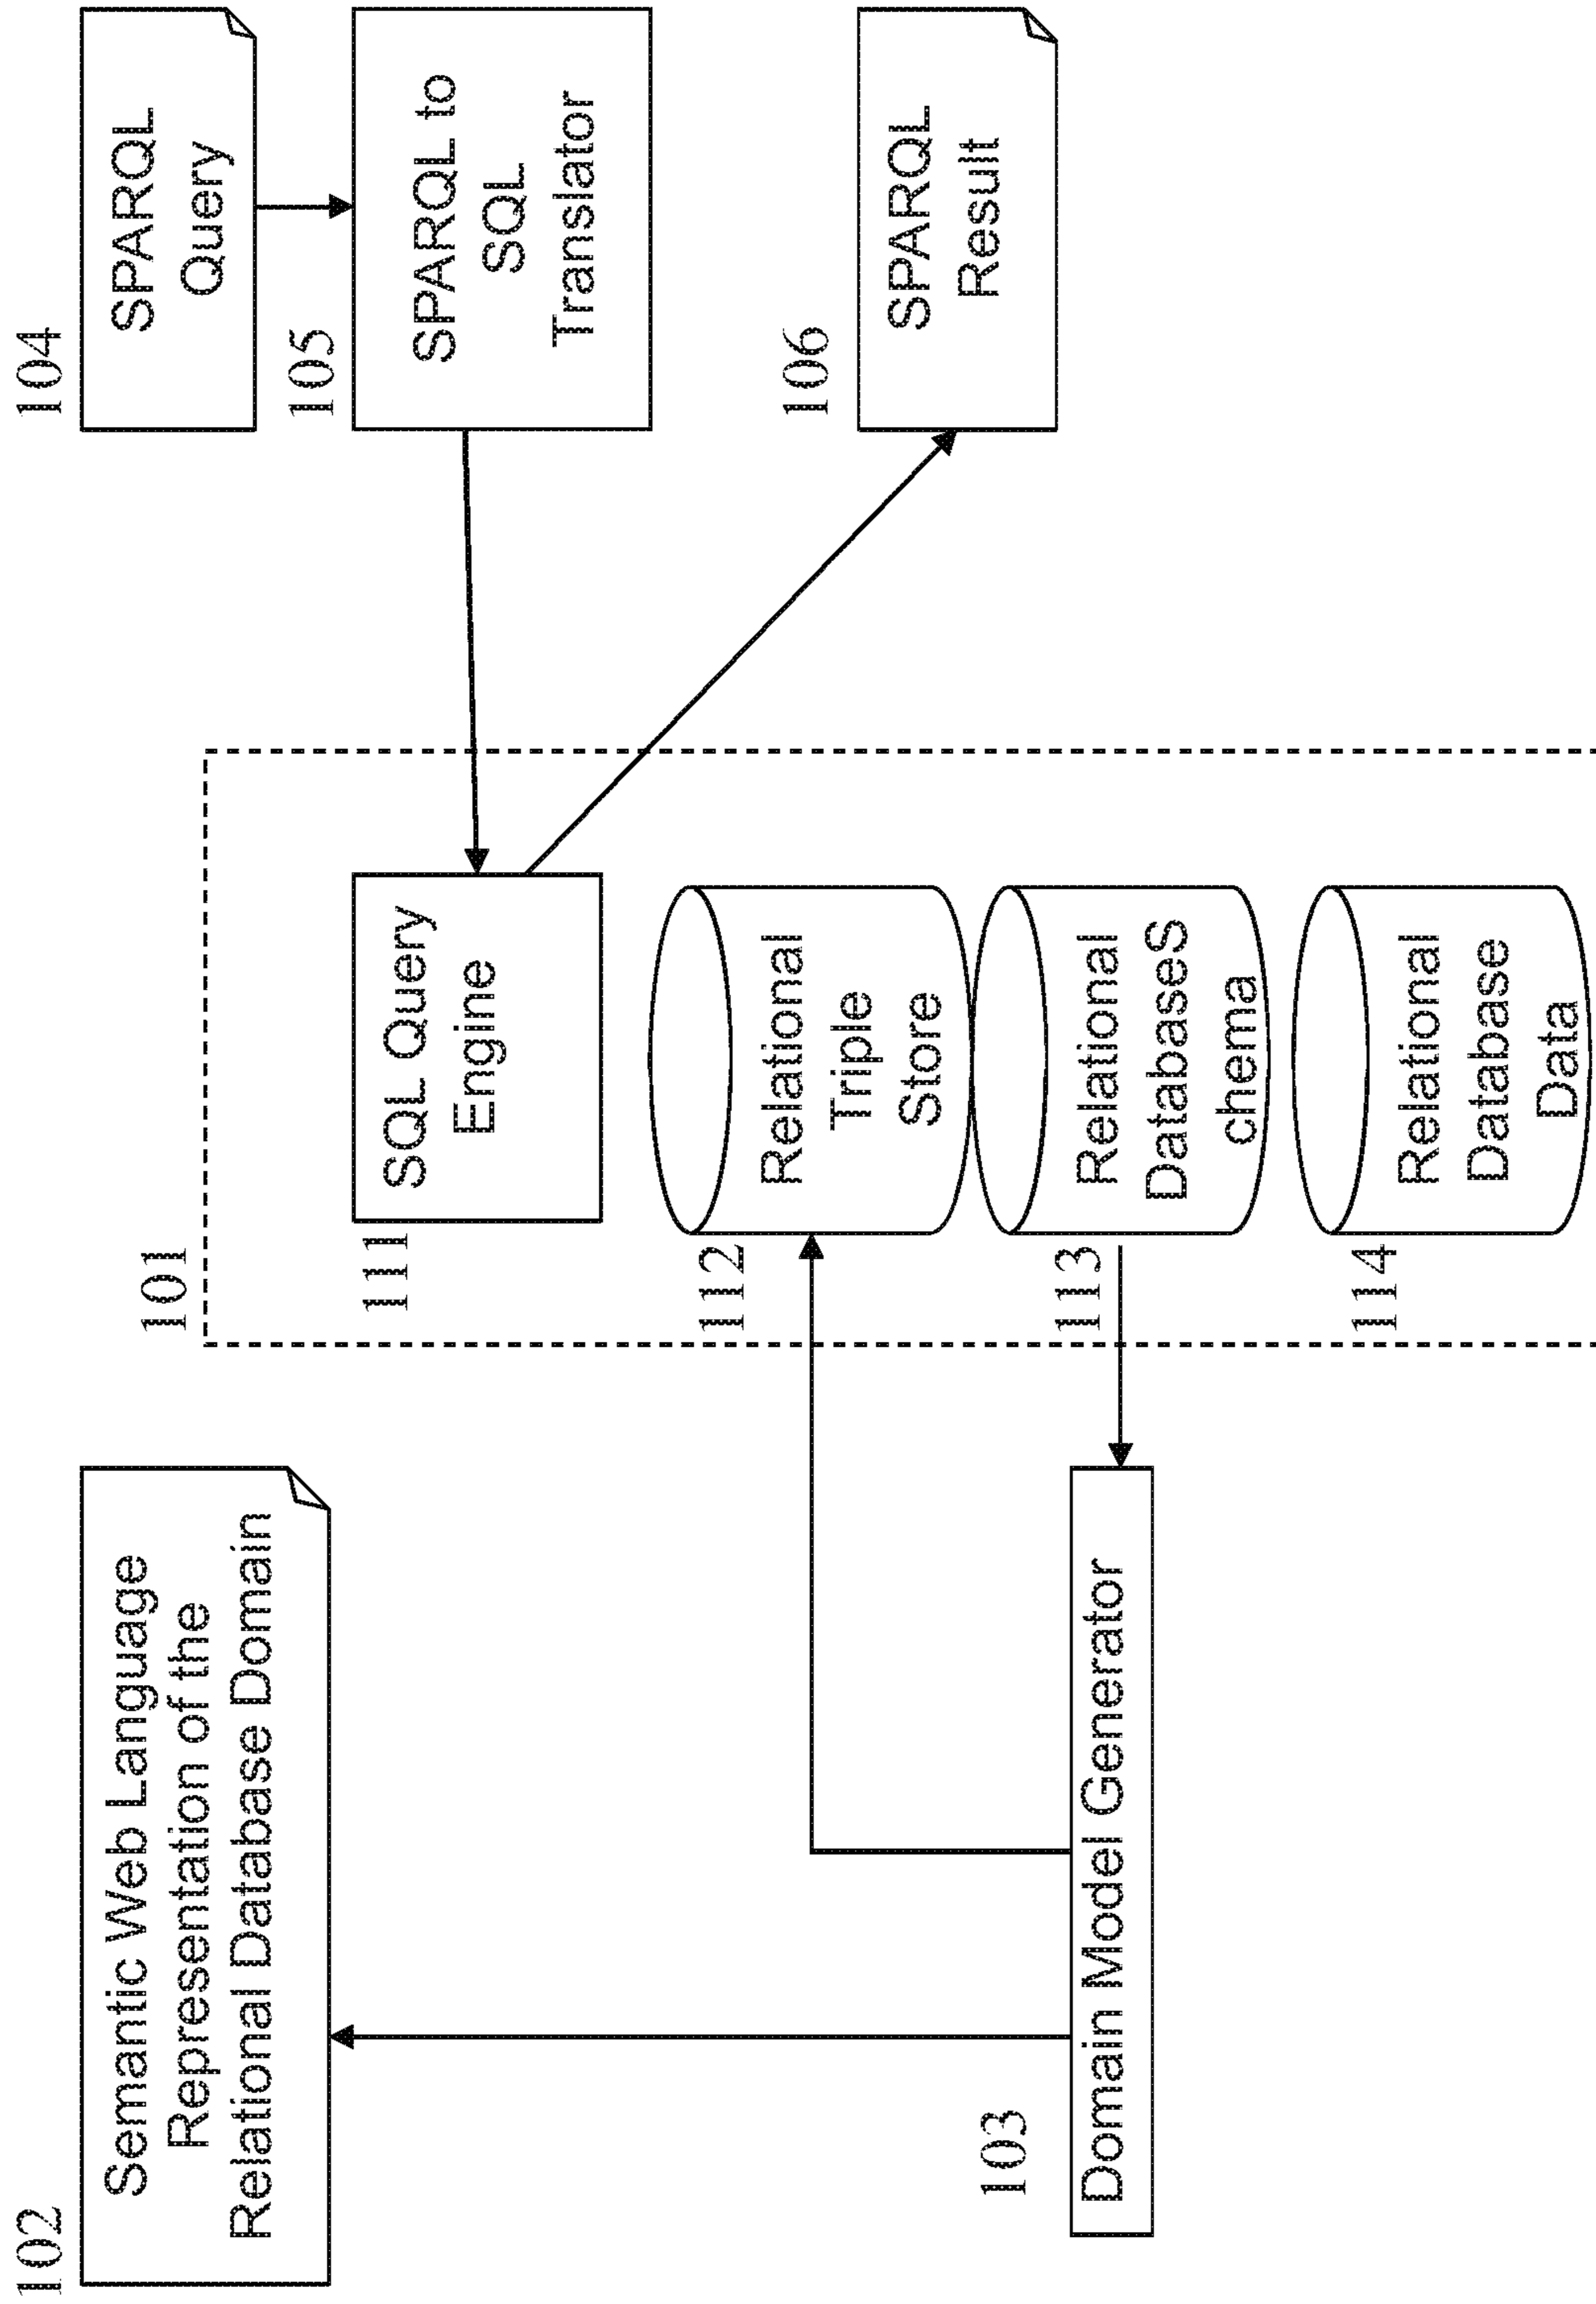 102
Semantic Web Language
Representation of the
Relational Database Domain
103
Domain Model Generator
101
111
SQL Query
Engine
112
Relational
Triple
Store
113
Relational
DatabaseS
chema
114
Relational
Database
Data
104
SPARQL
Query
105
SPARQL to
SQL
Translator
106
SPARQL
Result